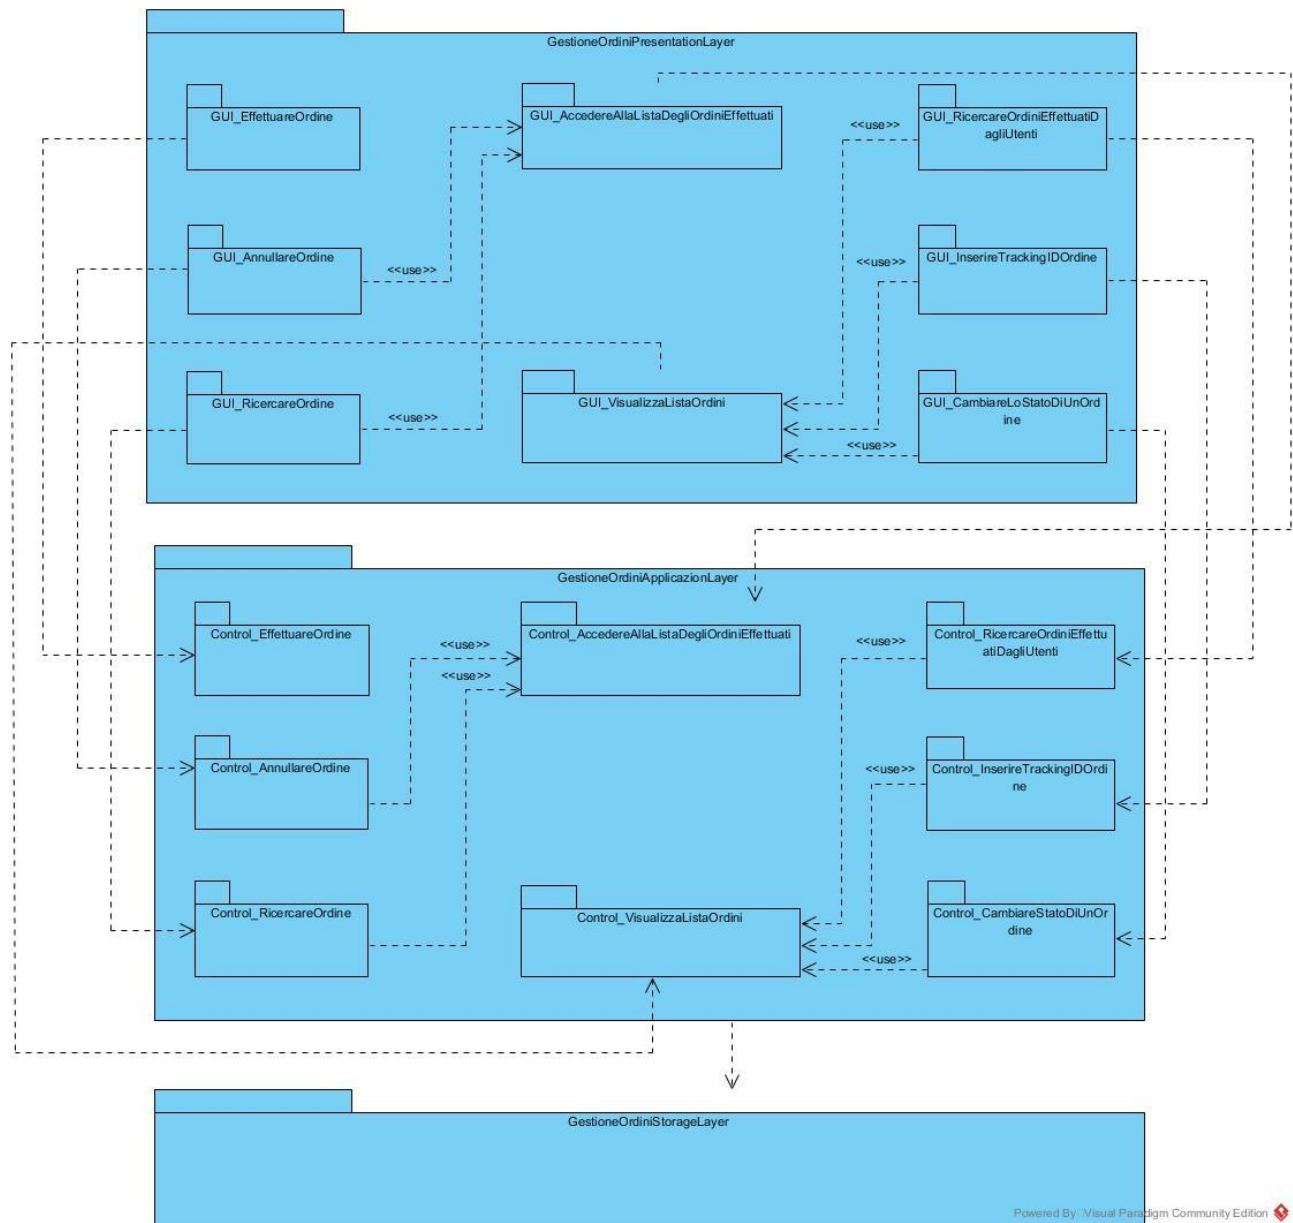 GestioneOrdiniPresentationLayer
GUI_EffettuareOrdine
GUI_AccedereAllaListaDegliOrdiniEffettuati
<<use>>
GUI_RicercareOrdiniEffettuatiD
agliUtenti
GUI_AnnullareOrdine
<<use>>
<<use>>
GUI_InserireTrackingIDOrdine
GUI_RicercareOrdine
<<use>>
GUI_VisualizzaListaOrdini
<<use>>
GUI_CambiareLoStatoDiUnOrd
ine
GestioneOrdiniApplicazionLayer
Control_EffettuareOrdine
<<use>>
<<use>>
Control_AccedereAllaListaDegliOrdiniEffettuati
<<use>>
Control_RicercareOrdiniEffettu
atiDagliUtenti
Control_AnnullareOrdine
<<use>>
Control_InserireTrackingIDOrdi
ne
Control_RicercareOrdine
Control_VisualizzaListaOrdini
<<use>>
Control_CambiareStatoDiUnOr
dine
GestioneOrdiniStorageLayer
Powered By Visual Paradigm Community Edition